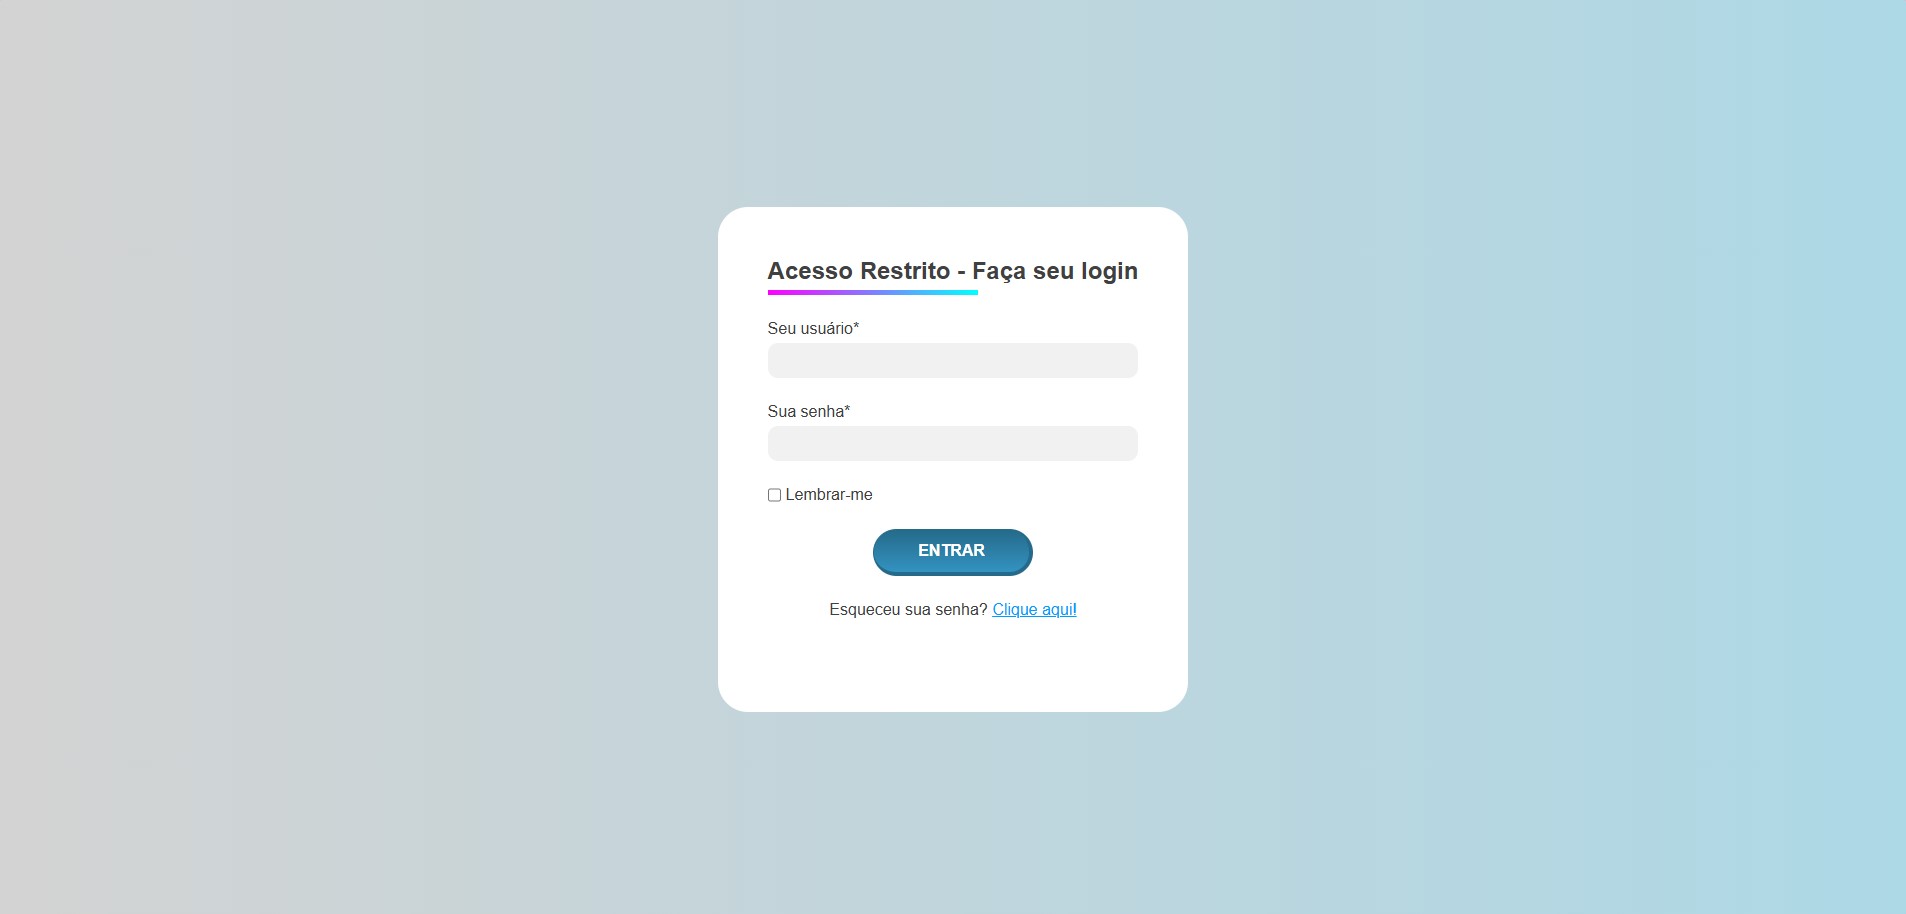 Acesso Restrito - Faça seu login
Seu usuário*
Sua senha*
Lembrar-me
ENTRAR
Esqueceu sua senha? Clique aqui!